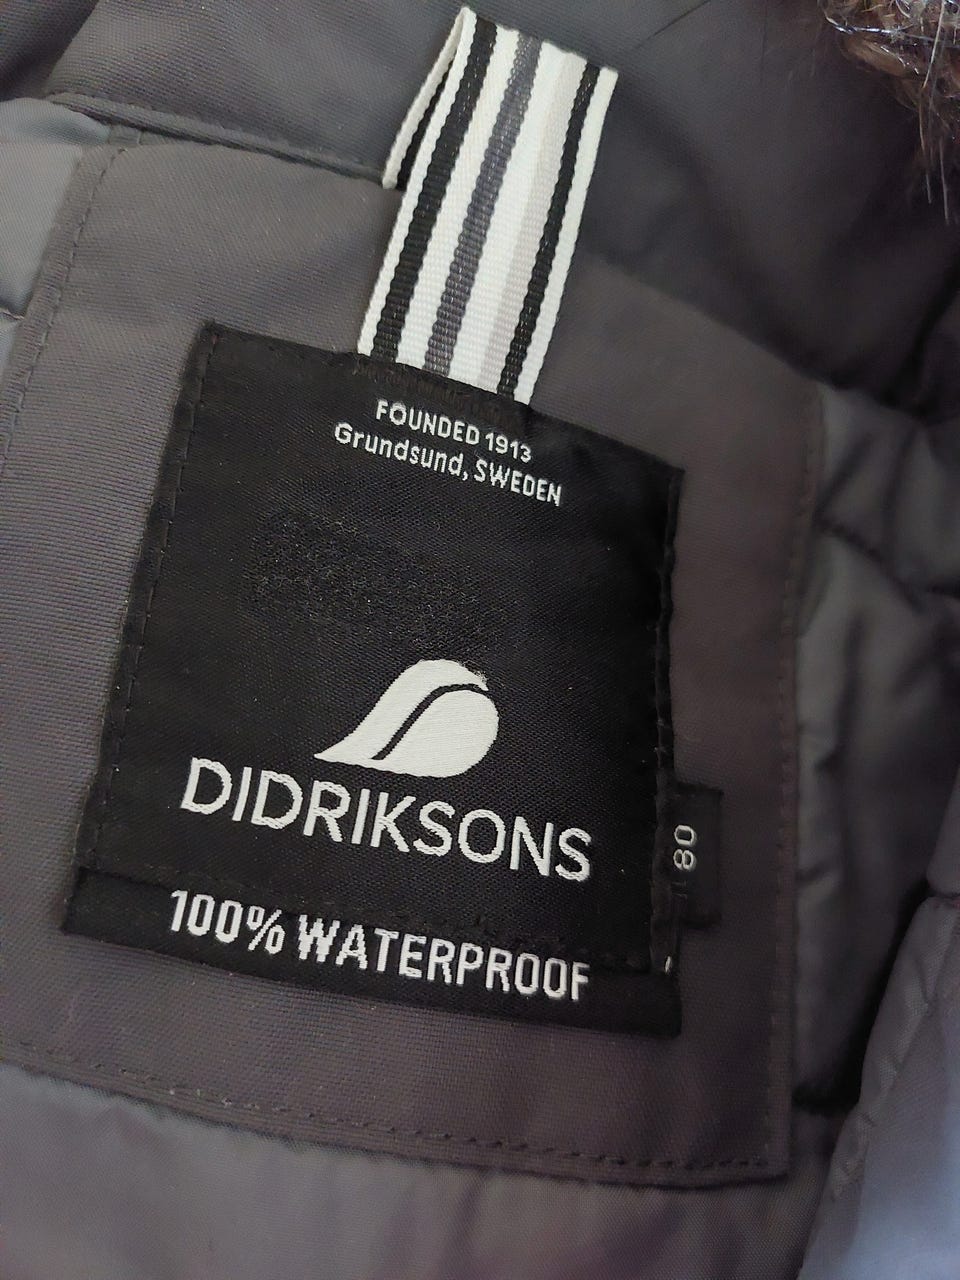 FOUNDED 1913
Grundsund, SWEDEN
DIDRIKSONS
100% WATERPROOF
80